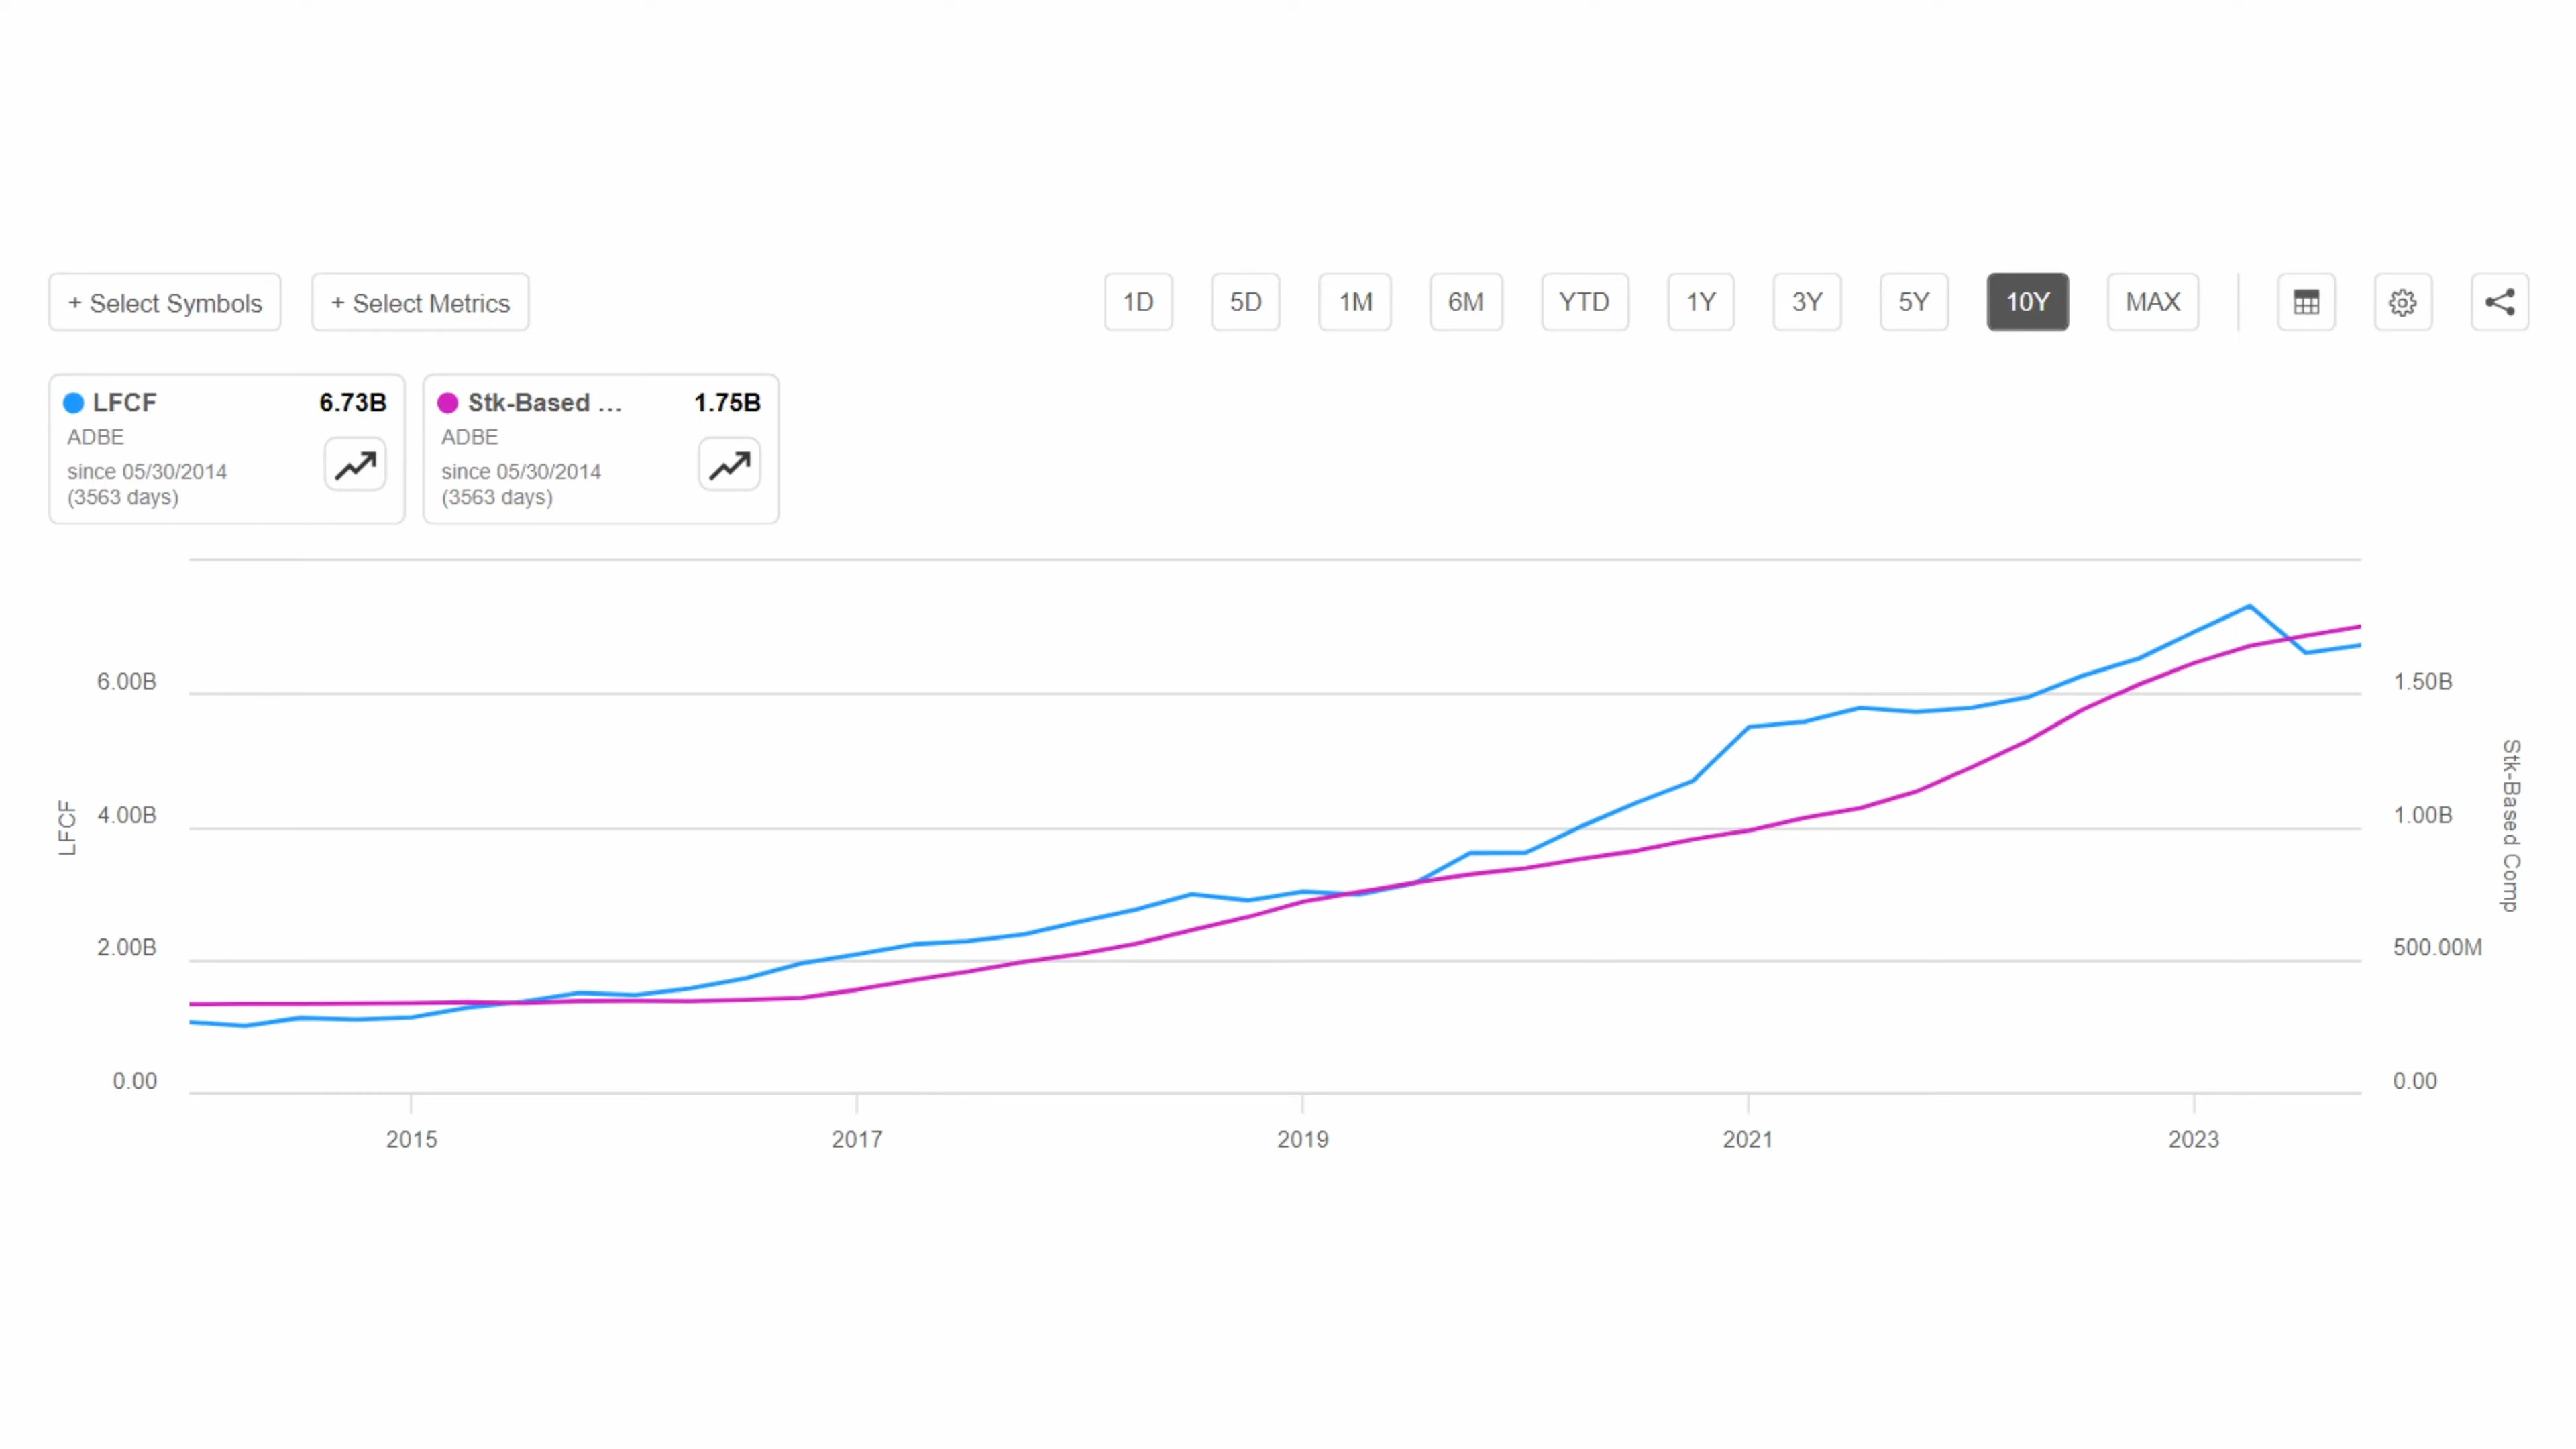 + Select Symbols
+ Select Metrics
1D
5D
1M
6M
YTD
1Y
3Y
5Y
10Y
MAX
LFCF 6.73B
ADBE
since 05/30/2014
(3563 days)
Stk-Based ... 1.75B
ADBE
since 05/30/2014
(3563 days)
LFCF
6.00B
4.00B
2.00B
0.00
1.50B
1.00B
500.00M
0.00
Stk-Based Comp
2015
2017
2019
2021
2023